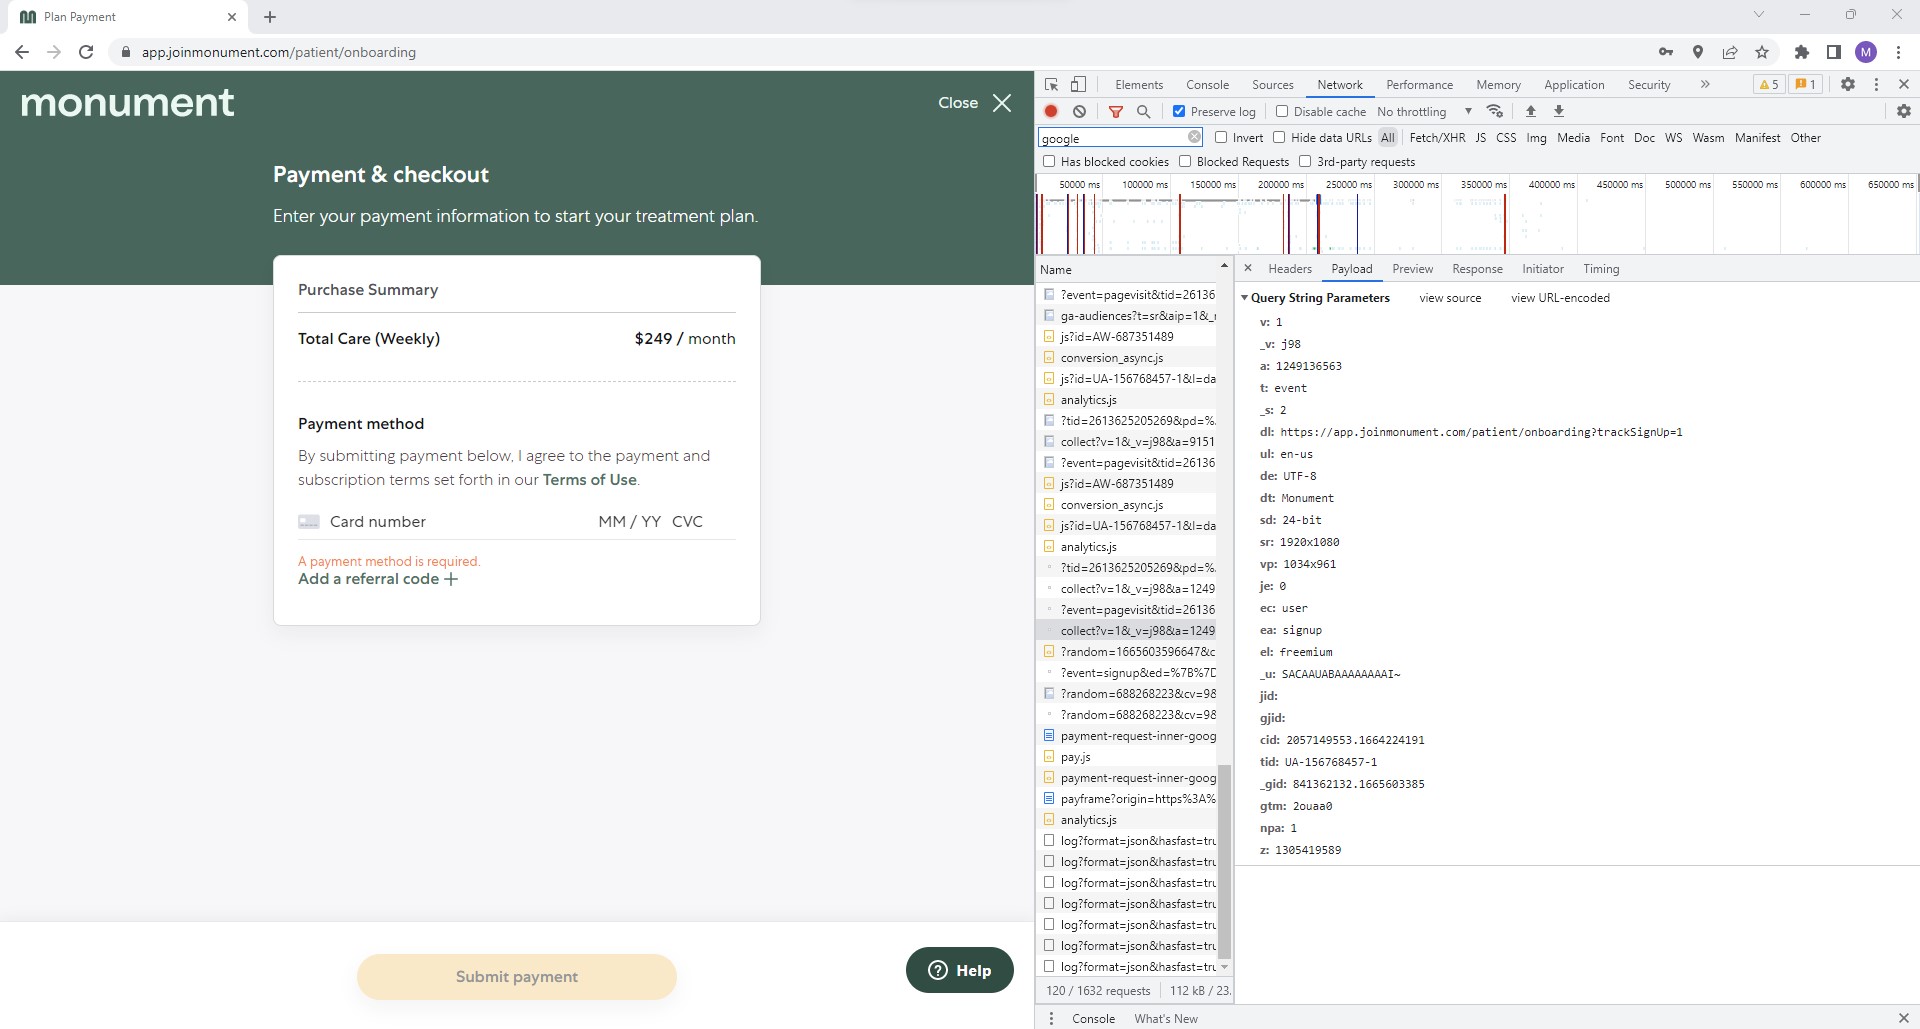 Plan Payment
app.joinmonument.com/patient/onboarding
M
monument
Close
Payment & checkout
Enter your payment information to start your treatment plan.
Purchase Summary
Total Care (Weekly) $249 / month
Payment method
By submitting payment below, I agree to the payment and
subscription terms set forth in our Terms of Use.
Card number MM / YY CVC
A payment method is required.
Add a referral code +
Submit payment
Help
Elements Console Sources Network Performance Memory Application Security 5 1
Preserve log Disable cache No throttling
google Invert Hide data URLs All Fetch/XHR JS CSS Img Media Font Doc WS Wasm Manifest Other
Has blocked cookies Blocked Requests 3rd-party requests
50000 ms 100000 ms 150000 ms 200000 ms 250000 ms 300000 ms 350000 ms 400000 ms 450000 ms 500000 ms 550000 ms 600000 ms 650000 ms
Name
?event=pagevisit&tid=26136
ga-audiences?t=sr&aip=1&_r
js?id=AW-687351489
conversion_async.js
js?id=UA-156768457-1&l=da
analytics.js
?tid=2613625205269&pd=%
collect?v=1&_v=j98&a=9151
?event=pagevisit&tid=26136
js?id=AW-687351489
conversion_async.js
js?id=UA-156768457-1&l=da
analytics.js
?tid=2613625205269&pd=%
collect?v=1&_v=j98&a=1249
?event=pagevisit&tid=26136
collect?v=1&_v=j98&a=1249
?random=1665603596647&c
?event=signup&ed=%7B%7D
?random=688268223&cv=9&
?random=688268223&cv=9&
payment-request-inner-goog
pay.js
payment-request-inner-goog
payframe?origin=https%3A%
analytics.js
log?format=json&hasfast=tru
log?format=json&hasfast=tru
log?format=json&hasfast=tru
log?format=json&hasfast=tru
log?format=json&hasfast=tru
log?format=json&hasfast=tru
log?format=json&hasfast=tru
120 / 1632 requests 112 kB / 23.
Headers Payload Preview Response Initiator Timing
Query String Parameters view source view URL-encoded
v: 1
_v: j98
a: 1249136563
t: event
_s: 2
dl: https://app.joinmonument.com/patient/onboarding?trackSignUp=1
ul: en-us
de: UTF-8
dt: Monument
sd: 24-bit
sr: 1920x1080
vp: 1034x961
je: 0
ec: user
ea: signup
el: freemium
_u: SACAAUABAAAAAAAAI~
jid:
gjid:
cid: 2057149553.1664224191
tid: UA-156768457-1
_gid: 841362132.1665603385
gtm: 2ouaa0
npa: 1
z: 1305419589
Console What's New